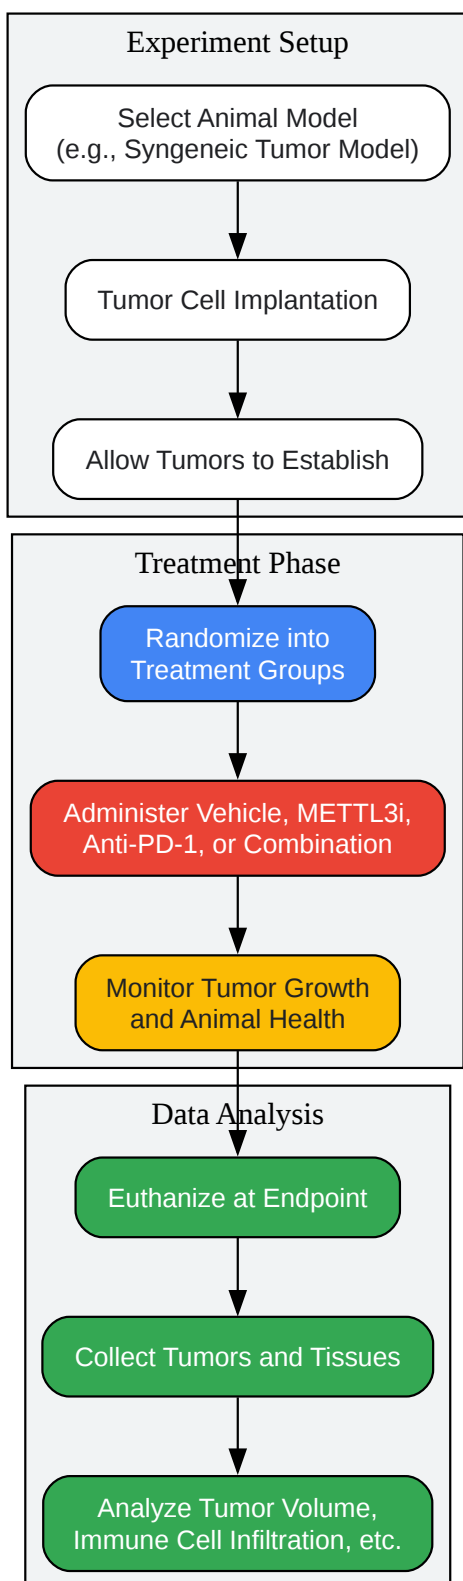 Experiment Setup
Select Animal Model
(e.g., Syngeneic Tumor Model)
Tumor Cell Implantation
Allow Tumors to Establish
Treatment Phase
Randomize into
Treatment Groups
Administer Vehicle, METTL3i,
Anti-PD-1, or Combination
Monitor Tumor Growth
and Animal Health
Data Analysis
Euthanize at Endpoint
Collect Tumors and Tissues
Analyze Tumor Volume,
Immune Cell Infiltration, etc.